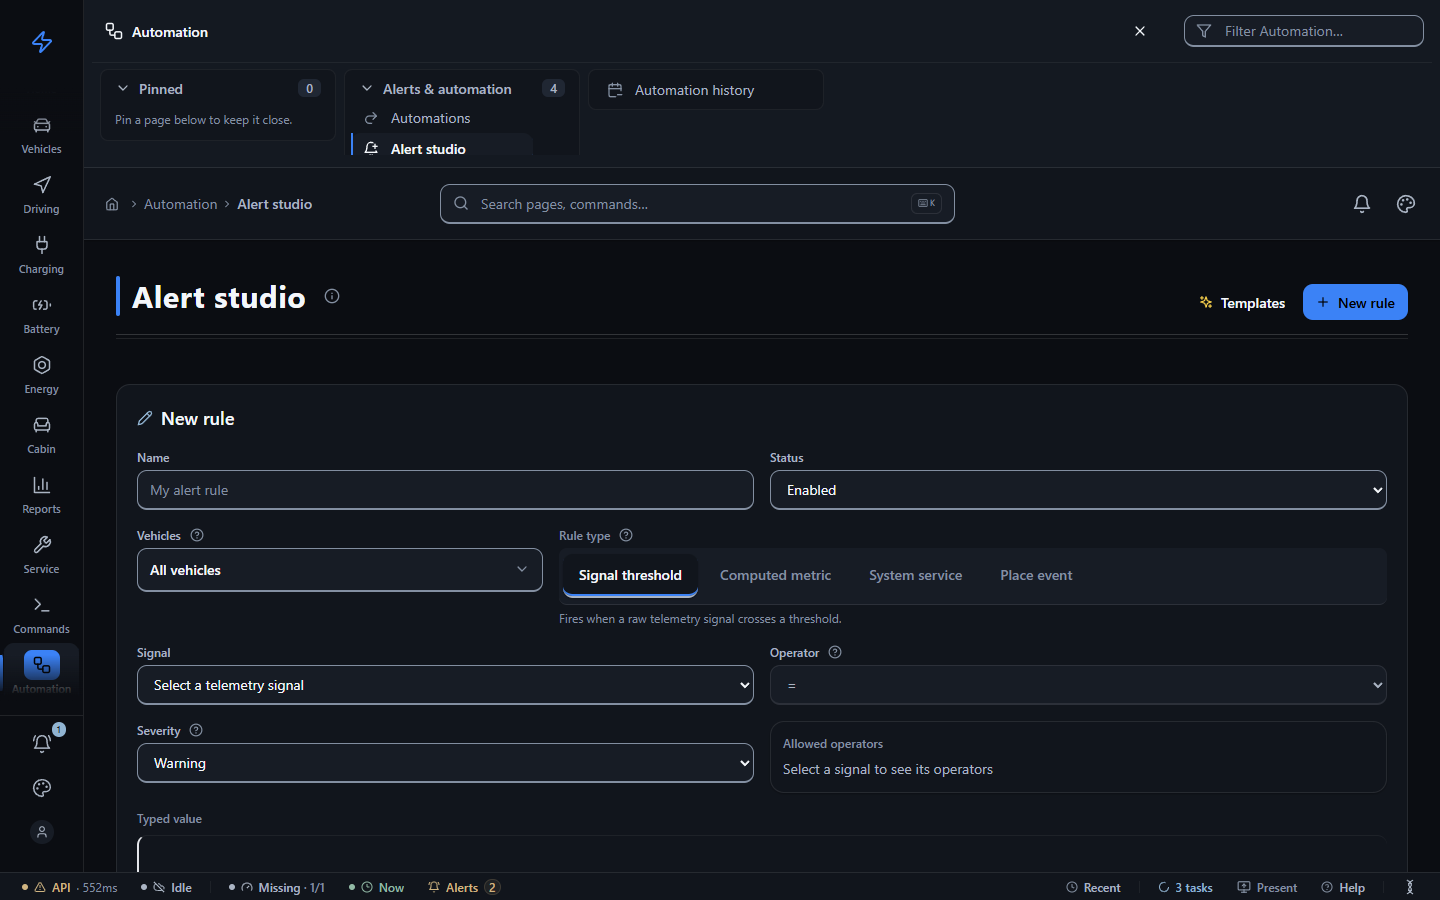 Automation
Filter Automation...
Pinned
0
Pin a page below to keep it close.
Alerts & automation
4
Automations
Alert studio
Automation history
Vehicles
Driving
Charging
Battery
Energy
Cabin
Reports
Service
Commands
Automation
1
Automation
Alert studio
Search pages, commands...
K
Alert studio
Templates
New rule
New rule
Name
My alert rule
Status
Enabled
Vehicles
All vehicles
Rule type
Signal threshold
Computed metric
System service
Place event
Fires when a raw telemetry signal crosses a threshold.
Signal
Select a telemetry signal
Operator
=
Severity
Warning
Allowed operators
Select a signal to see its operators
Typed value
API · 552ms
Idle
Missing · 1/1
Now
Alerts 2
Recent
3 tasks
Present
Help